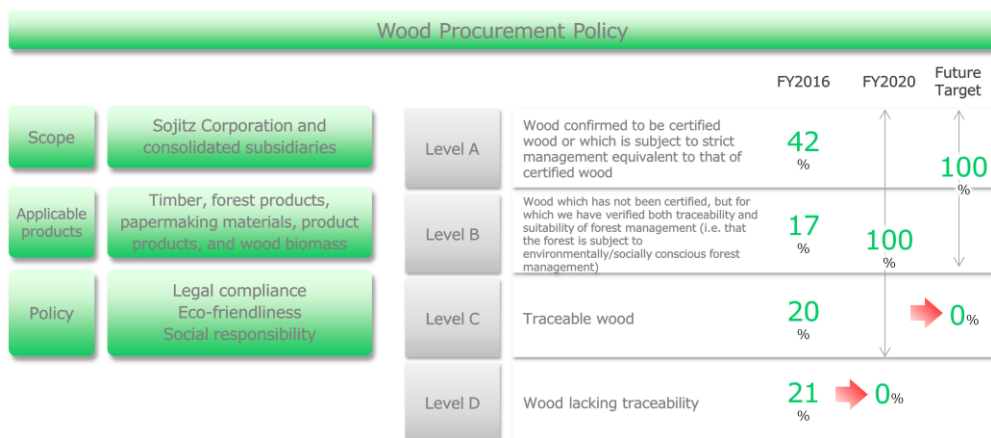 Wood Procurement Policy
FY2016
FY2020
Future
Target
Scope
Sojitz Corporation and
consolidated subsidiaries
Applicable
products
Timber, forest products,
papermaking materials, product
products, and wood biomass
Policy
Legal compliance
Eco-friendliness
Social responsibility
Level A
Wood confirmed to be certified
wood or which is subject to strict
management equivalent to that of
certified wood
42
%
100
%
Level B
Wood which has not been certified, but for
which we have verified both traceability and
suitability of forest management (i.e. that
the forest is subject to
environmentally/socially conscious forest
management)
17
%
100
%
Level C
Traceable wood
20
%
0%
Level D
Wood lacking traceability
21
%
0%